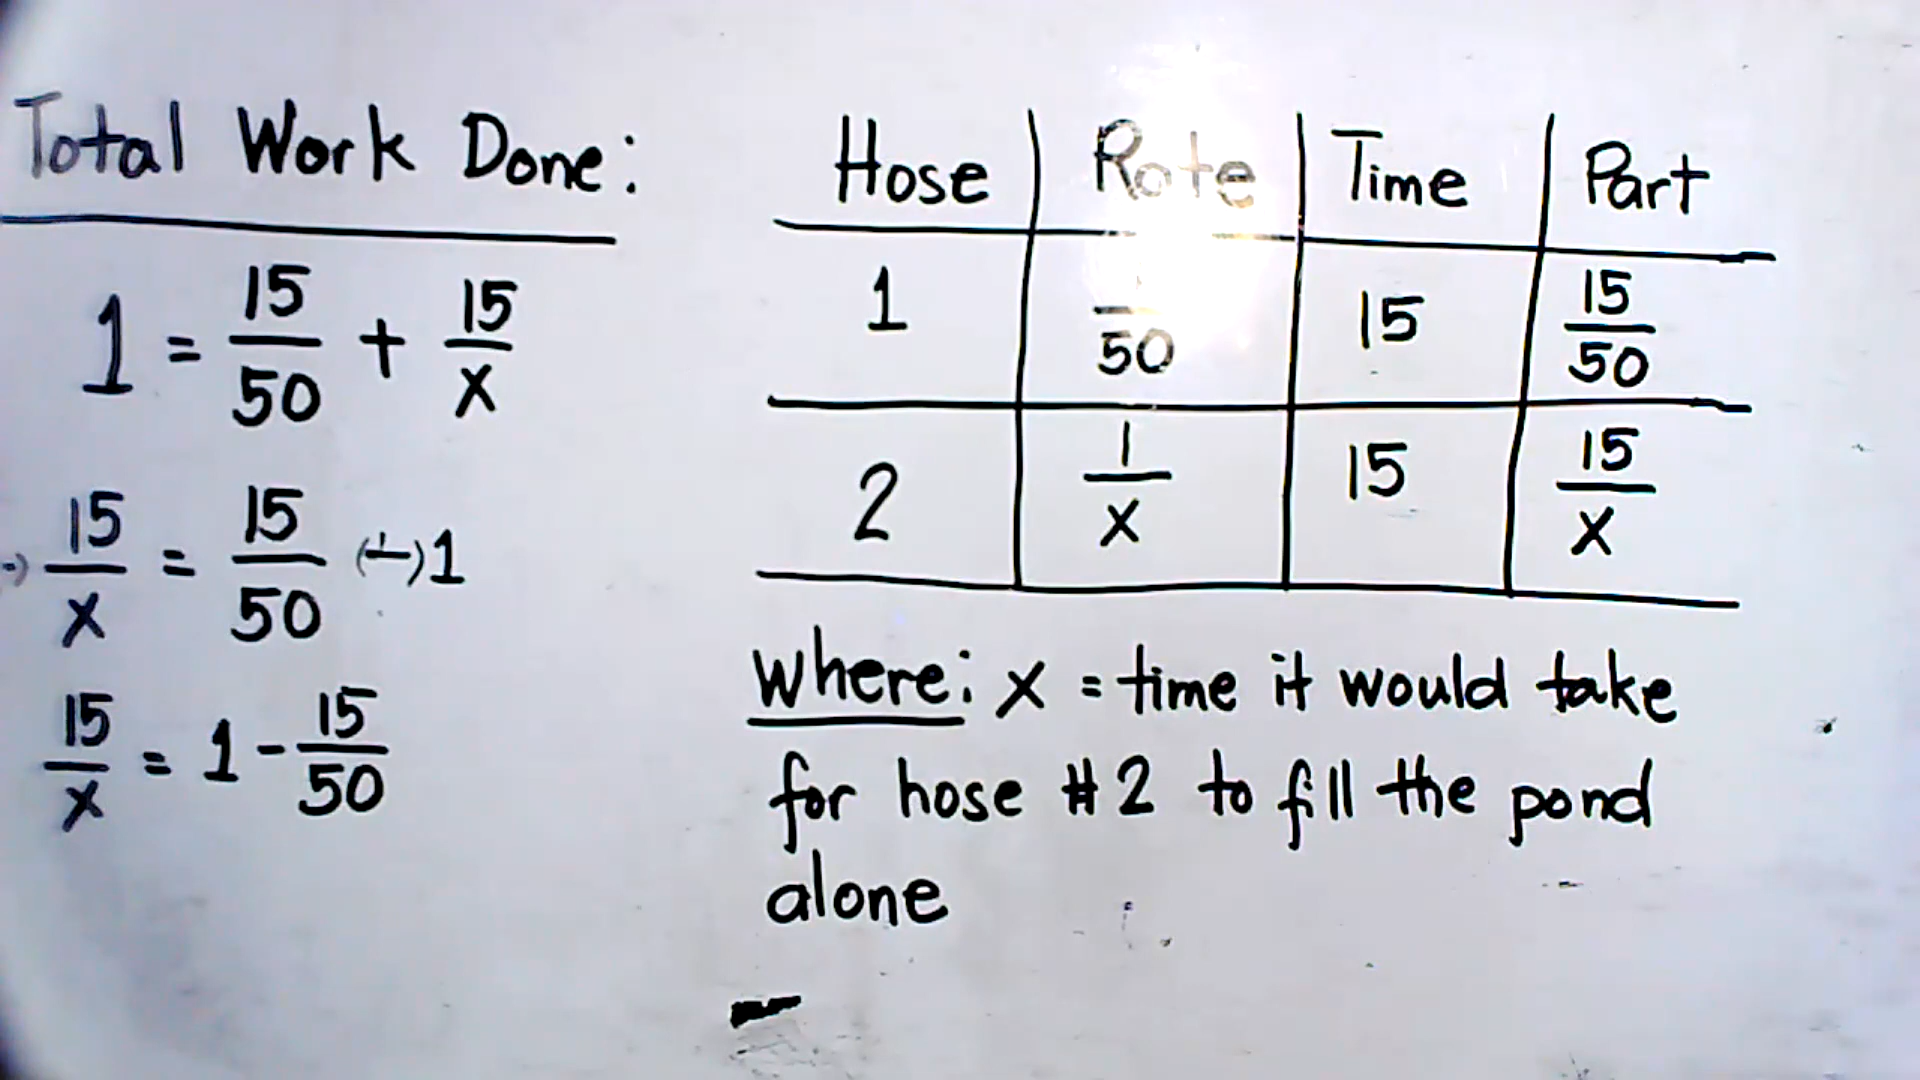 Total Work Done:
1 = 15/50 + 15/x
-) 15/x = 15/50 (-) 1
15/x = 1 - 15/50
Hose | Rate | Time | Part
1 | 1/50 | 15 | 15/50
2 | 1/x | 15 | 15/x
where: x = time it would take
for hose #2 to fill the pond
alone